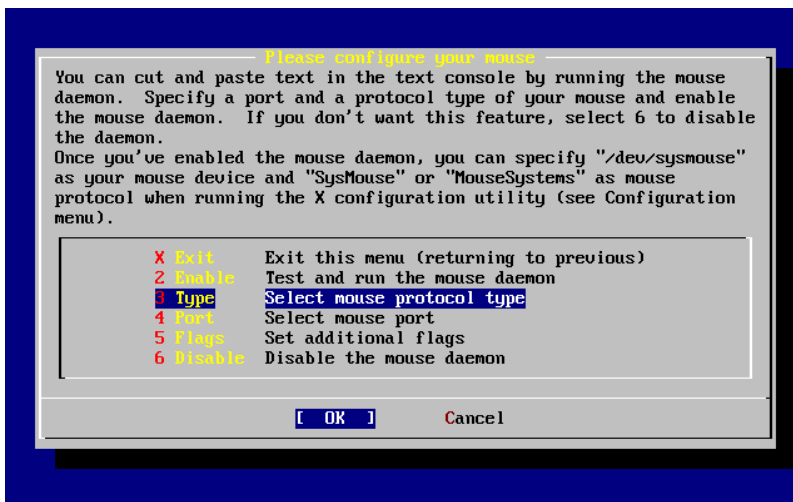 Please configure your mouse
You can cut and paste text in the text console by running the mouse
daemon.  Specify a port and a protocol type of your mouse and enable
the mouse daemon.  If you don't want this feature, select 6 to disable
the daemon.
Once you've enabled the mouse daemon, you can specify "/dev/sysmouse"
as your mouse device and "SysMouse" or "MouseSystems" as mouse
protocol when running the X configuration utility (see Configuration
menu).
X Exit Exit this menu (returning to previous)
2 Enable Test and run the mouse daemon
3 Type Select mouse protocol type
4 Port Select mouse port
5 Flags Set additional flags
6 Disable Disable the mouse daemon
[ OK ] Cancel